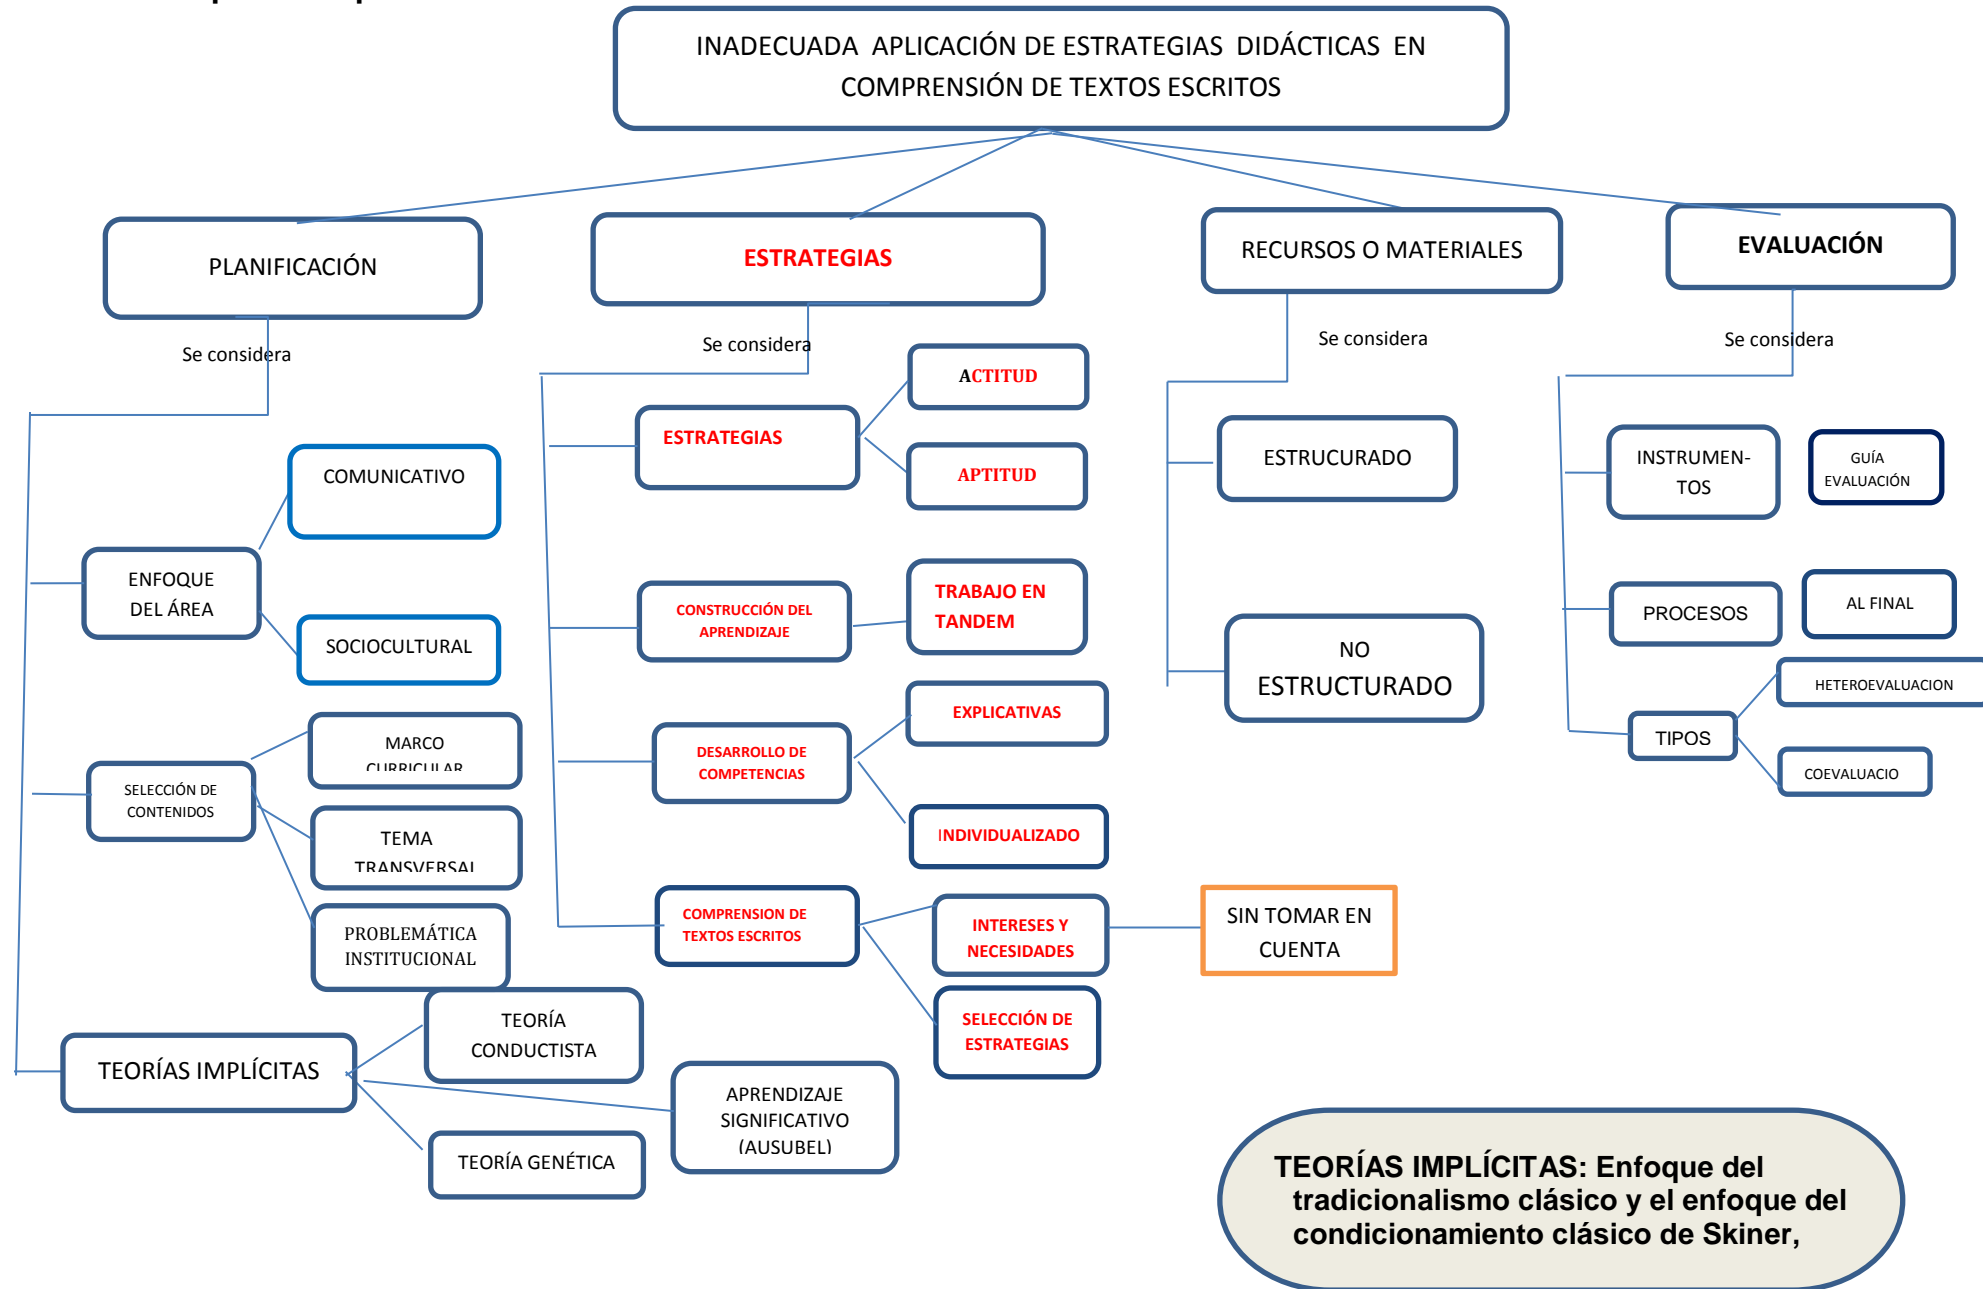 INADECUADA APLICACIÓN DE ESTRATEGIAS DIDÁCTICAS EN
COMPRENSIÓN DE TEXTOS ESCRITOS
PLANIFICACIÓN
ESTRATEGIAS
RECURSOS O MATERIALES
EVALUACIÓN
Se considera
Se considera
Se considera
Se considera
ENFOQUE
DEL ÁREA
COMUNICATIVO
SOCIOCULTURAL
SELECCIÓN DE
CONTENIDOS
MARCO
CURRICULAR
TEMA
TRANSVERSAL
PROBLEMÁTICA
INSTITUCIONAL
TEORÍAS IMPLÍCITAS
TEORÍA
CONDUCTISTA
APRENDIZAJE
SIGNIFICATIVO
(AUSUBEL)
TEORÍA GENÉTICA
ESTRATEGIAS
ACTITUD
APTITUD
CONSTRUCCIÓN DEL
APRENDIZAJE
TRABAJO EN
TANDEM
DESARROLLO DE
COMPETENCIAS
EXPLICATIVAS
INDIVIDUALIZADO
COMPRENSION DE
TEXTOS ESCRITOS
INTERESES Y
NECESIDADES
SIN TOMAR EN
CUENTA
SELECCIÓN DE
ESTRATEGIAS
ESTRUCURADO
NO
ESTRUCTURADO
INSTRUMEN-
TOS
GUÍA
EVALUACIÓN
PROCESOS
AL FINAL
TIPOS
HETEROEVALUACION
COEVALUACIO
TEORÍAS IMPLÍCITAS: Enfoque del
tradicionalismo clásico y el enfoque del
condicionamiento clásico de Skiner,